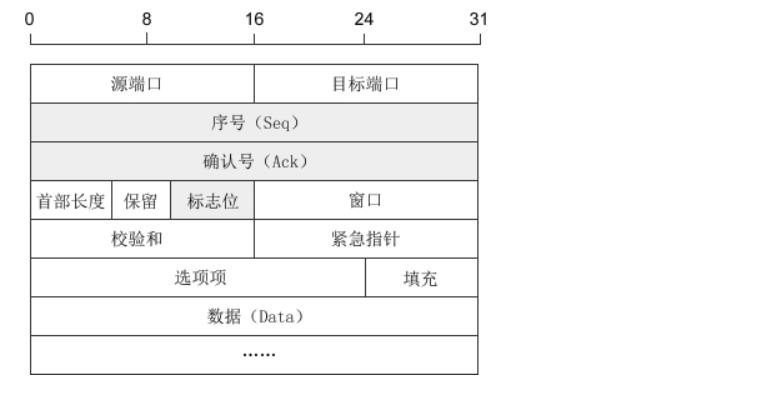 0 8 16 24 31
源端口 目标端口
序号（Seq）
确认号（Ack）
首部长度 保留 标志位 窗口
校验和 紧急指针
选项项 填充
数据（Data）
……